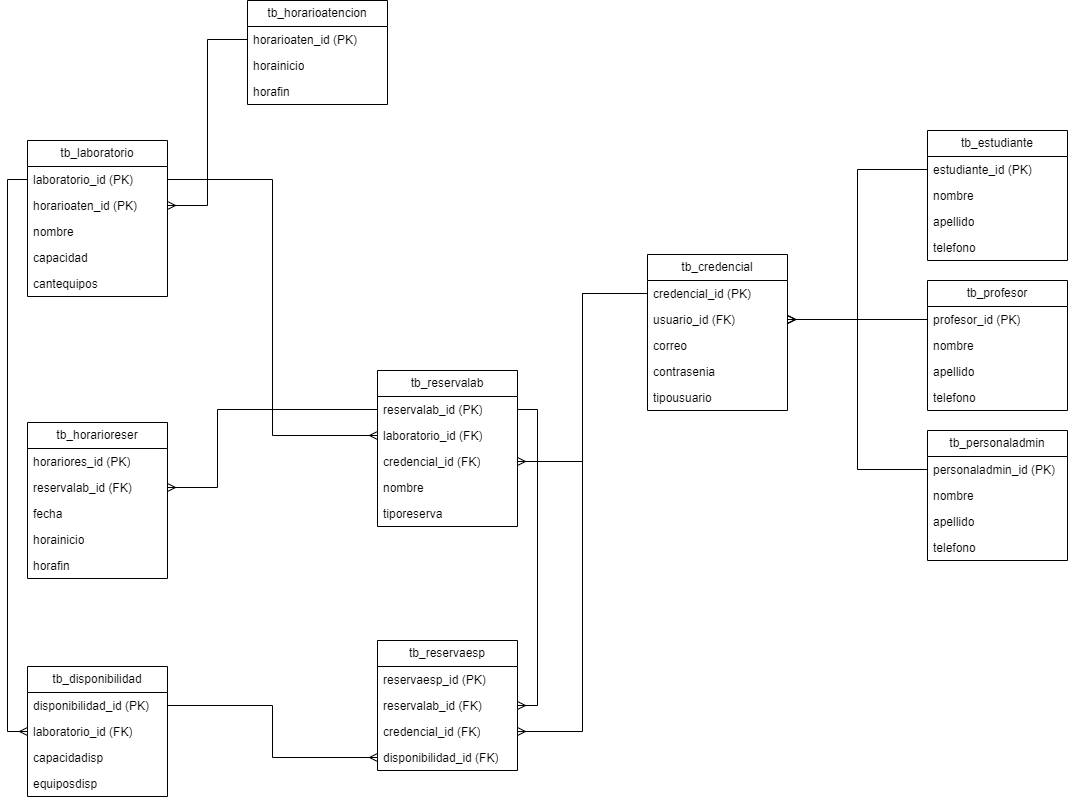 tb_horarioatencion
horarioaten_id (PK)
horainicio
horafin
tb_laboratorio
laboratorio_id (PK)
horarioaten_id (PK)
nombre
capacidad
cantequipos
tb_estudiante
estudiante_id (PK)
nombre
apellido
telefono
tb_credencial
credencial_id (PK)
usuario_id (FK)
correo
contrasenia
tipousuario
tb_profesor
profesor_id (PK)
nombre
apellido
telefono
tb_reservalab
reservalab_id (PK)
laboratorio_id (FK)
credencial_id (FK)
nombre
tiporeserva
tb_horarioreser
horariores_id (PK)
reservalab_id (FK)
fecha
horainicio
horafin
tb_personaladmin
personaladmin_id (PK)
nombre
apellido
telefono
tb_reservaesp
reservaesp_id (PK)
reservalab_id (FK)
credencial_id (FK)
disponibilidad_id (FK)
tb_disponibilidad
disponibilidad_id (PK)
laboratorio_id (FK)
capacidadisp
equiposdisp